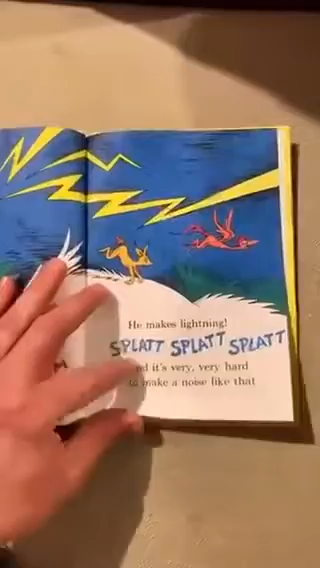 He makes lightning!
SPLATT SPLATT SPLATT
it's very, very hard
make a noise like that